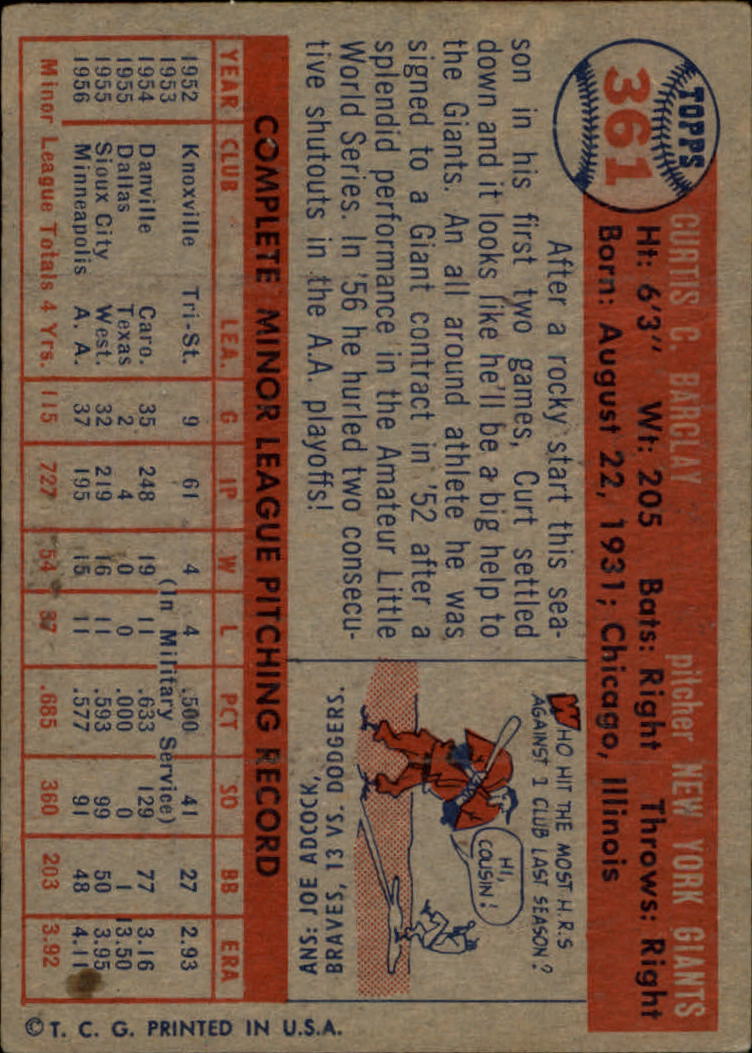 TOPPS
361
CURTIS C. BARCLAY pitcher NEW YORK GIANTS
Ht: 6'3" Wt: 205 Bats: Right Throws: Right
Born: August 22, 1931; Chicago, Illinois
After a rocky start this sea-
son in his first two games, Curt settled
down and it looks like he'll be a big help to
the Giants. An all around athlete he was
signed to a Giant contract in '52 after a
splendid performance in the Amateur Little
World Series. In '56 he hurled two consecu-
tive shutouts in the A.A. playoffs!
WHO HIT THE MOST H.R.S
AGAINST 1 CLUB LAST SEASON?
HI,
COUSIN!
ANS: JOE ADCOCK,
BRAVES, 13 VS. DODGERS.
COMPLETE MINOR LEAGUE PITCHING RECORD
YEAR CLUB LEA. G IP W L PCT SO BB ERA
1952 Knoxville Tri-St. 9 61 4 4 .500 41 27 2.93
1953 (In Military Service)
1954 Danville Caro. 35 248 19 11 .633 129 77 3.16
1955 Dallas Texas 2 4 0 0 .000 0 1 13.50
1955 Sioux City West. 32 219 16 11 .593 99 50 3.95
1956 Minneapolis A. A. 37 195 15 11 .577 91 48 4.11
Minor League Totals 4 Yrs. 115 727 54 37 .685 360 203 3.92
© T. C. G. PRINTED IN U.S.A.